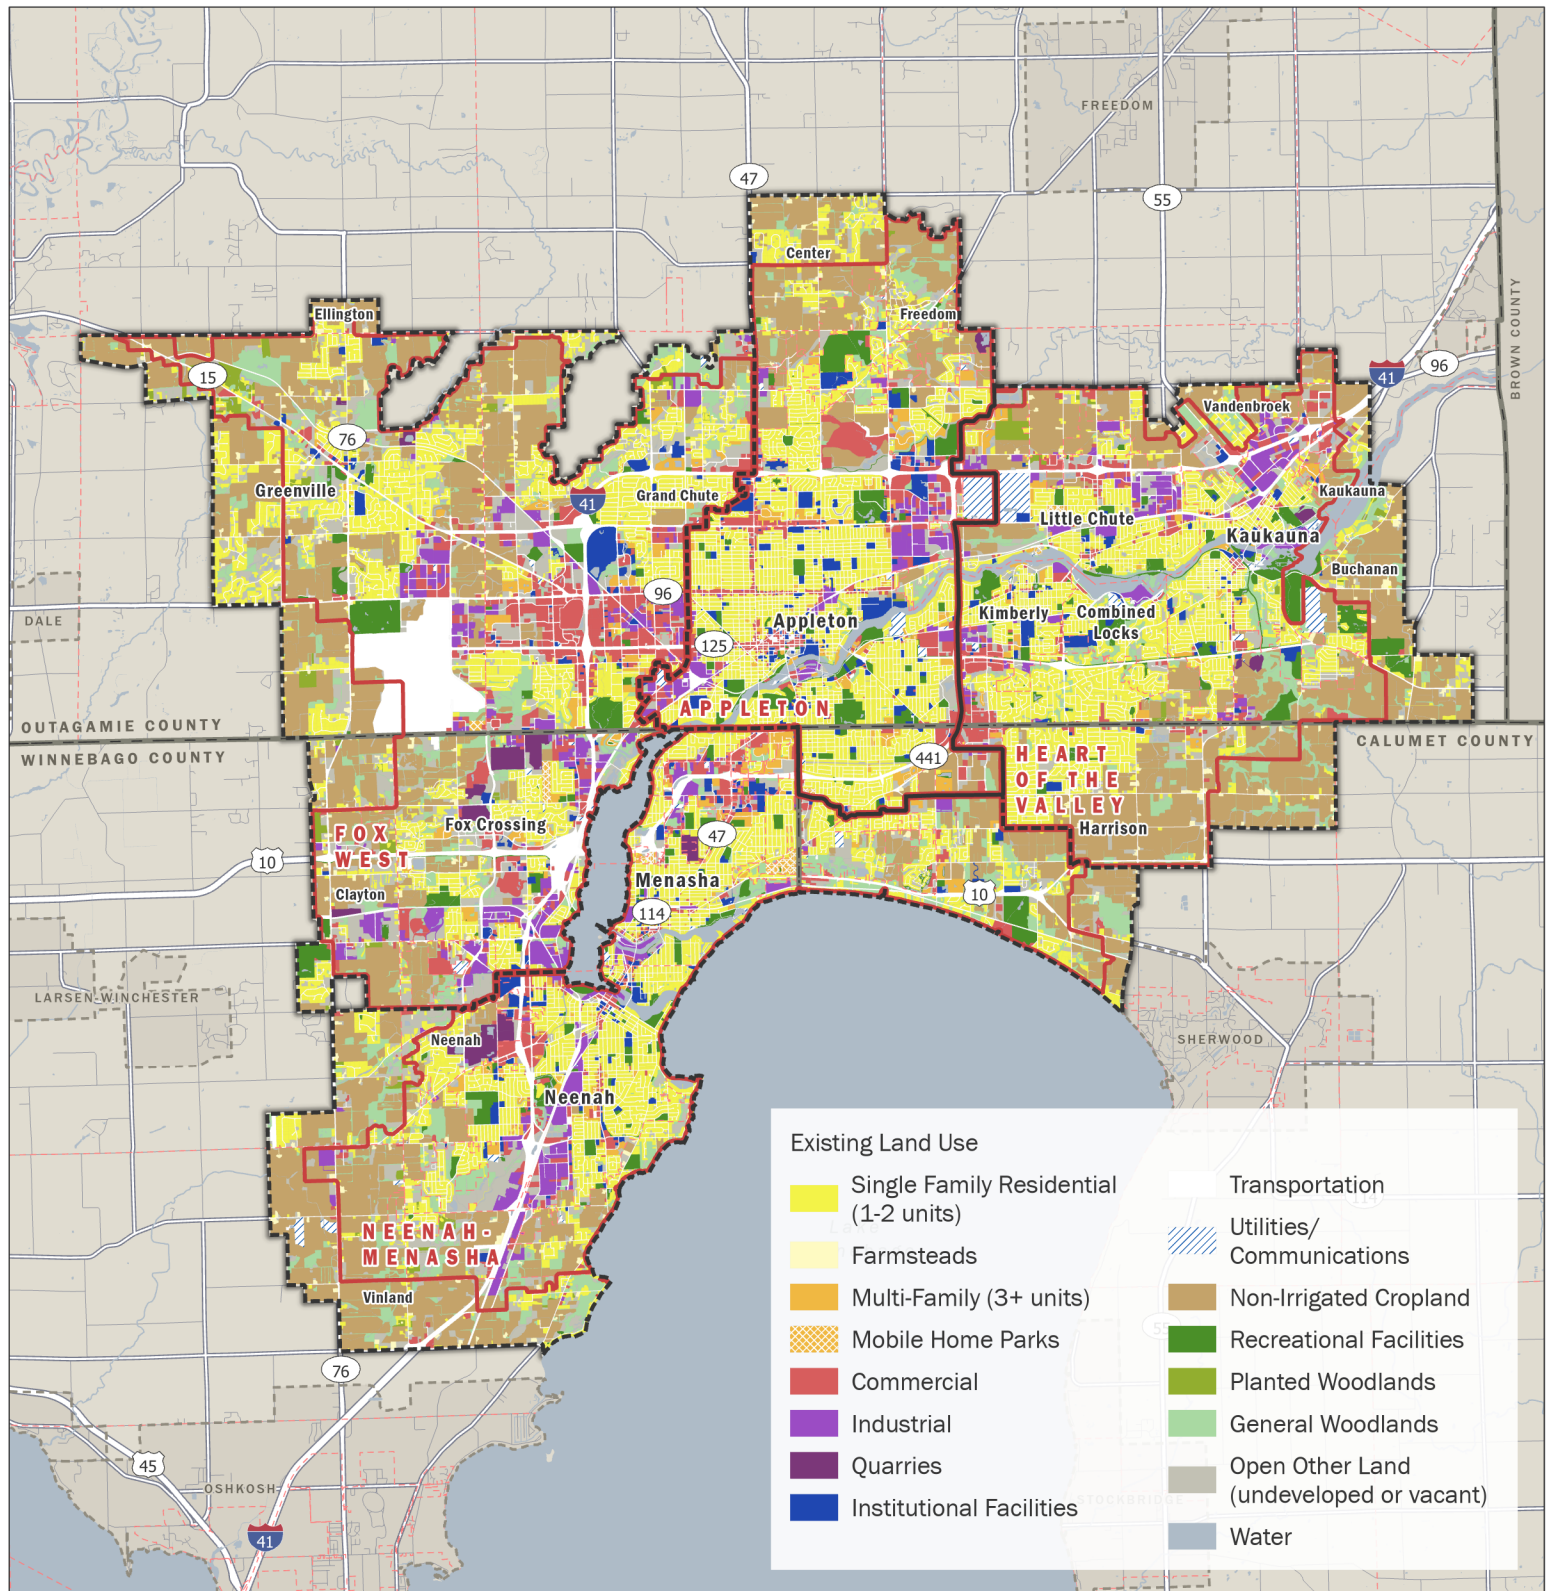 FREEDOM
47
55
Center
BROWN COUNTY
Ellington
Freedom
15
41
96
Vandenbroek
76
Greenville
41
Grand Chute
Kaukauna
Little Chute
Kaukauna
Buchanan
96
DALE
Appleton
Kimberly
Combined
Locks
125
APPLETON
OUTAGAMIE COUNTY
WINNEBAGO COUNTY
CALUMET COUNTY
441
HEART
OF THE
VALLEY
Harrison
Fox Crossing
FOX
WEST
47
10
Menasha
Clayton
10
114
LARSEN-WINCHESTER
Neenah
SHERWOOD
Neenah
NEENAH-
MENASHA
Vinland
76
45
OSHKOSH
41
Existing Land Use
Single Family Residential
(1-2 units)
Farmsteads
Multi-Family (3+ units)
Mobile Home Parks
Commercial
Industrial
Quarries
Institutional Facilities
Transportation
114
Utilities/
Communications
Non-Irrigated Cropland
55
Recreational Facilities
Planted Woodlands
General Woodlands
Open Other Land
(undeveloped or vacant)
STOCKBRIDGE
Water